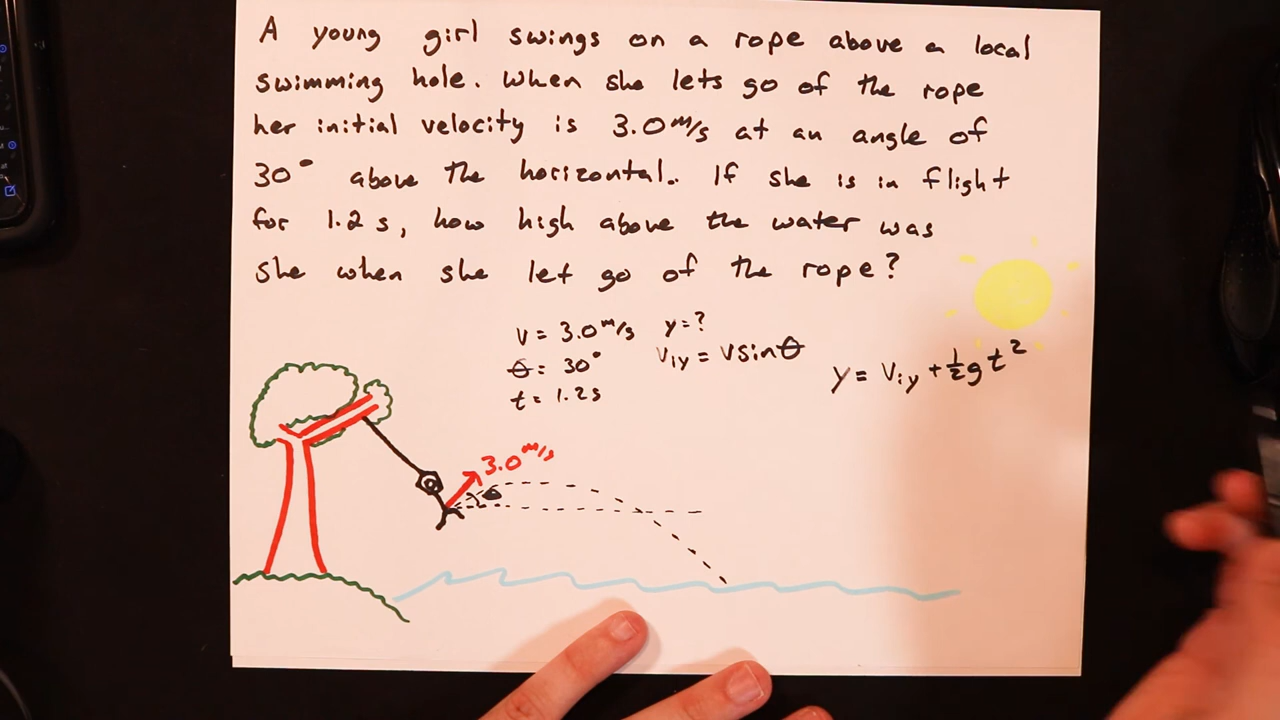 A young girl swings on a rope above a local
swimming hole. When she lets go of the rope
her initial velocity is 3.0 m/s at an angle of
30° above the horizontal. If she is in flight
for 1.2 s, how high above the water was
she when she let go of the rope?
v = 3.0 m/s
θ = 30°
t = 1.2 s
y = ?
Viy = v sin θ
y = Viy + ½gt²
3.0 m/s
θ